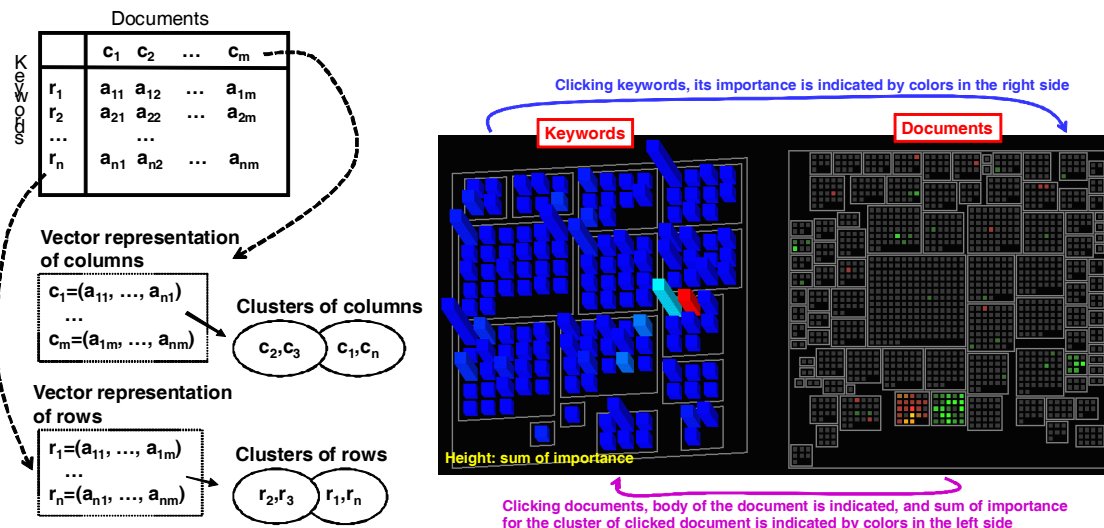 Documents
Keywords
c1 c2 … cm
r1 a11 a12 … a1m
r2 a21 a22 … a2m
… …
rn an1 an2 … anm
Vector representation
of columns
c1=(a11, …, an1)
…
cm=(a1m, …, anm)
Clusters of columns
c2,c3 c1,cn
Vector representation
of rows
r1=(a11, …, a1m)
…
rn=(an1, …, anm)
Clusters of rows
r2,r3 r1,rn
Clicking keywords, its importance is indicated by colors in the right side
Keywords
Documents
Height: sum of importance
Clicking documents, body of the document is indicated, and sum of importance
for the cluster of clicked document is indicated by colors in the left side